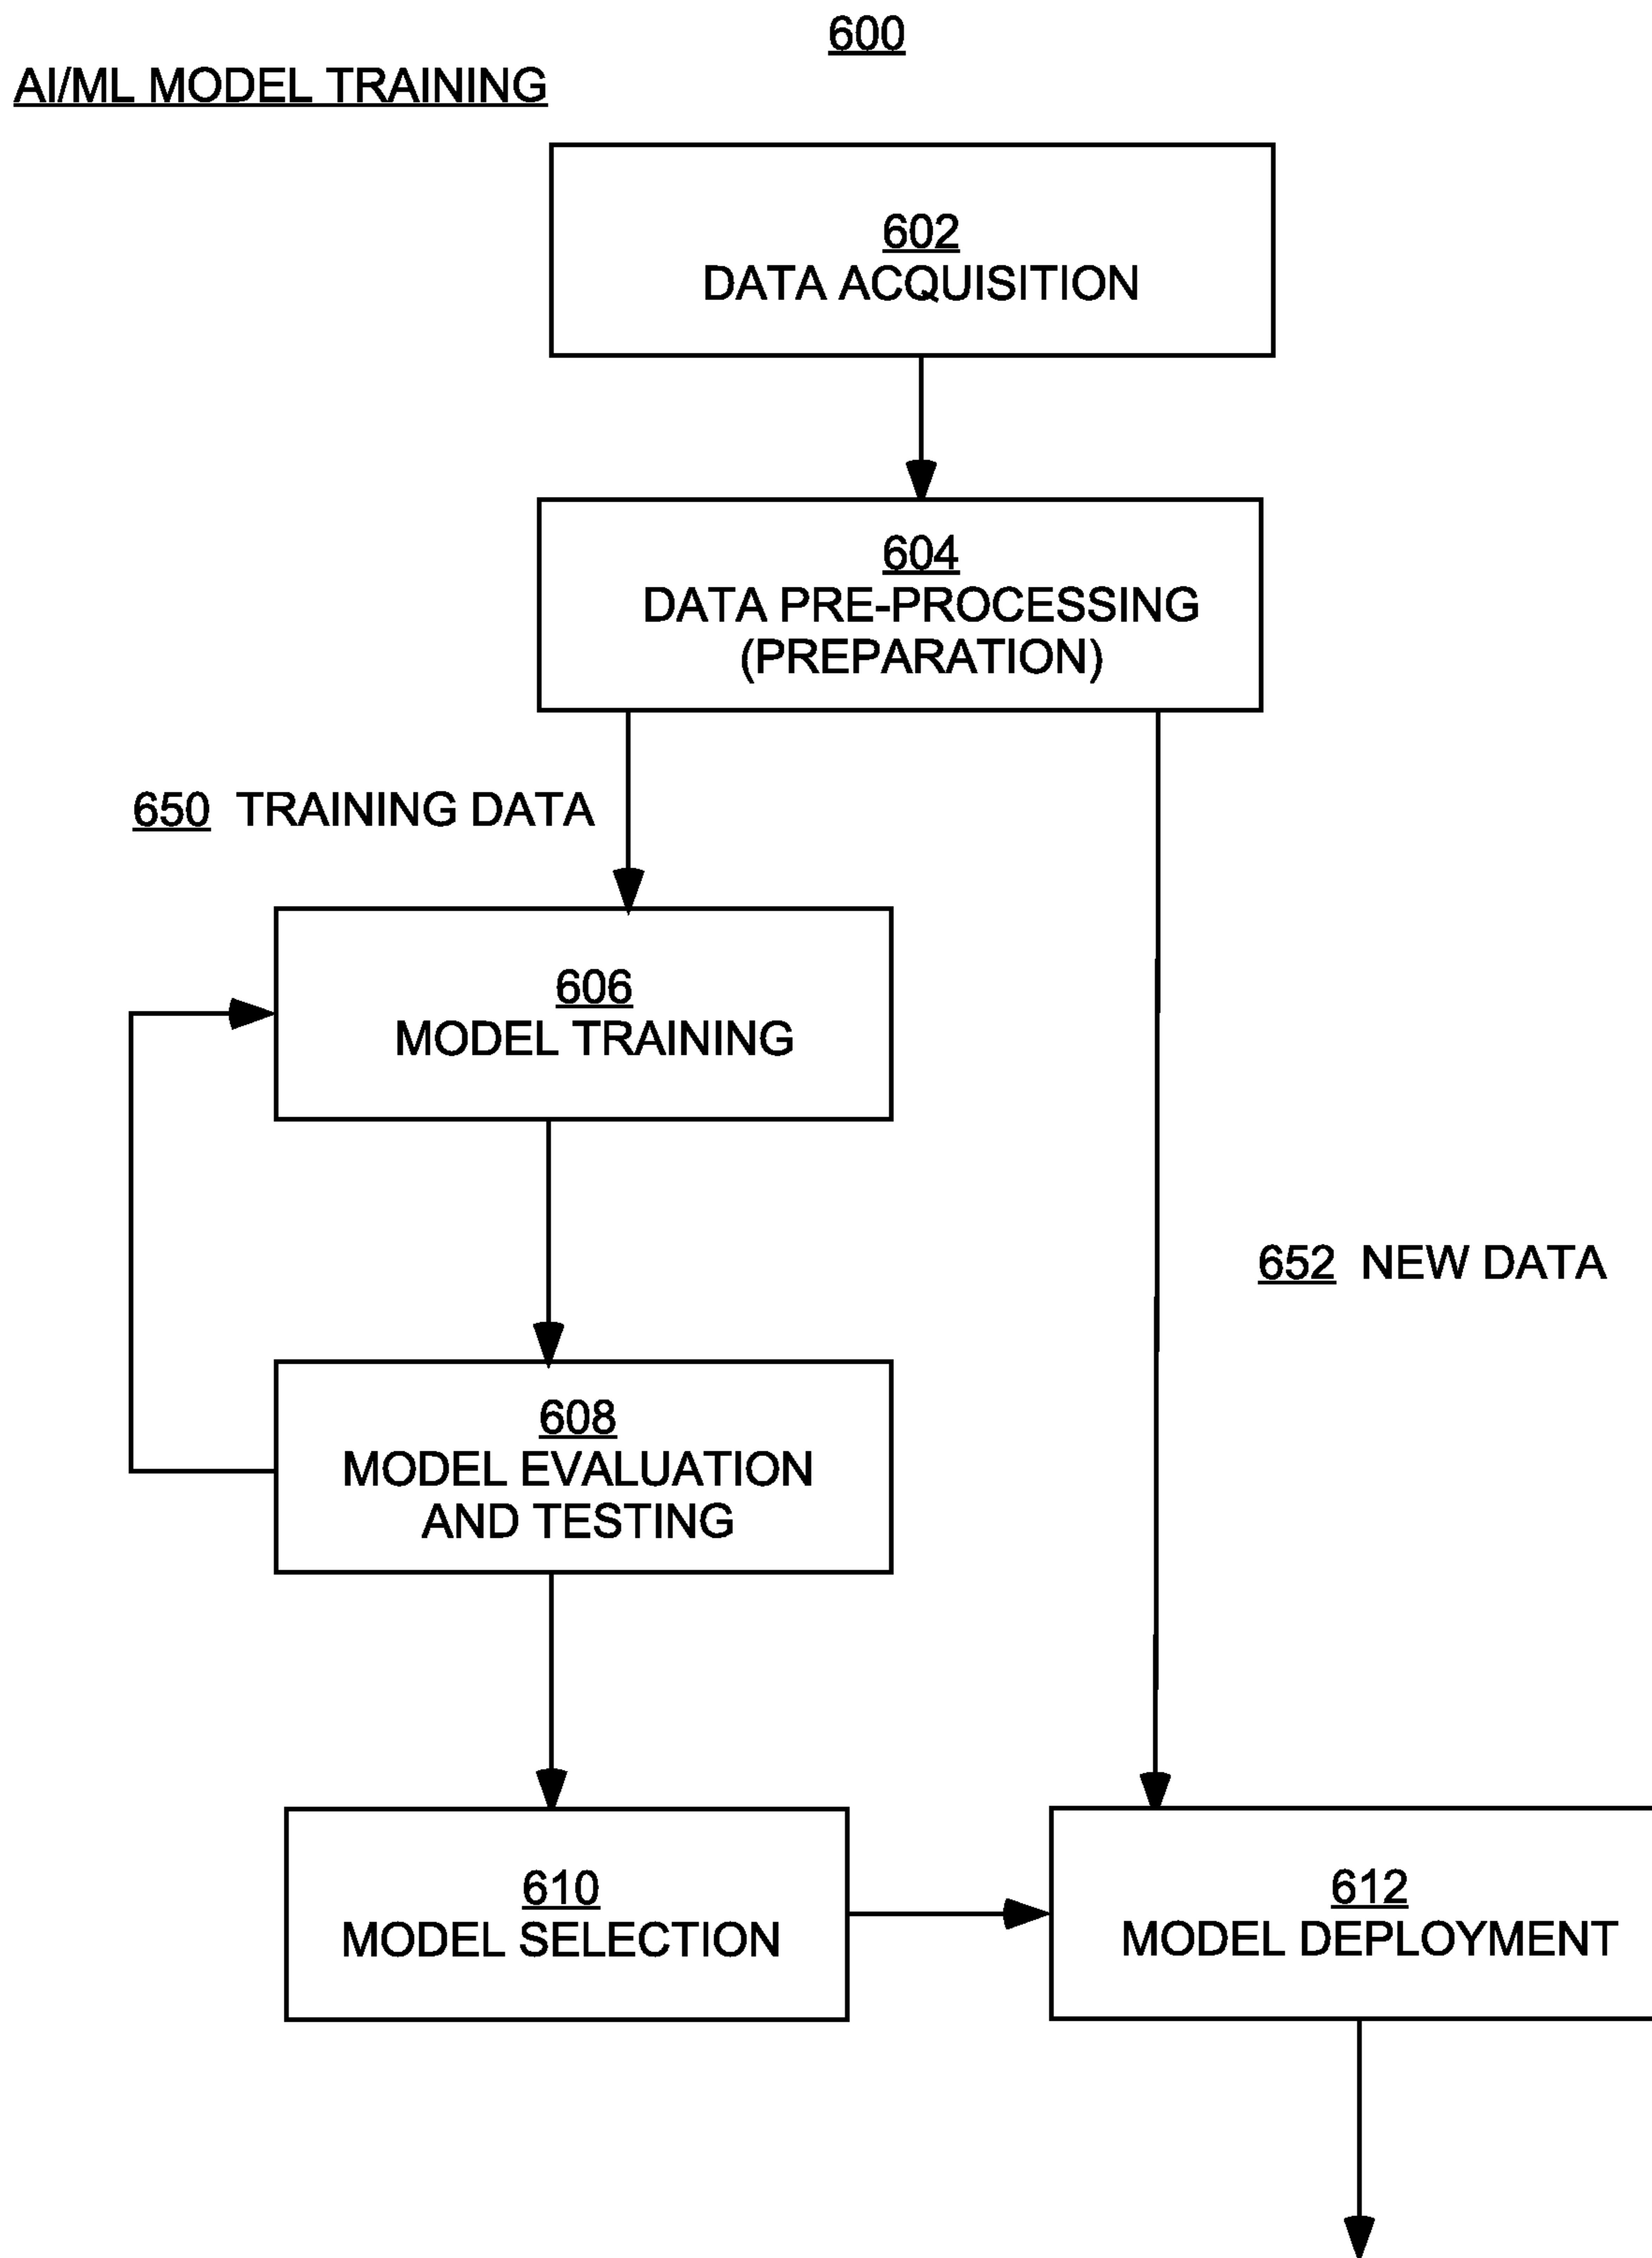 600
AI/ML MODEL TRAINING
602
DATA ACQUISITION
604
DATA PRE-PROCESSING
(PREPARATION)
650 TRAINING DATA
606
MODEL TRAINING
652 NEW DATA
608
MODEL EVALUATION
AND TESTING
610
MODEL SELECTION
612
MODEL DEPLOYMENT